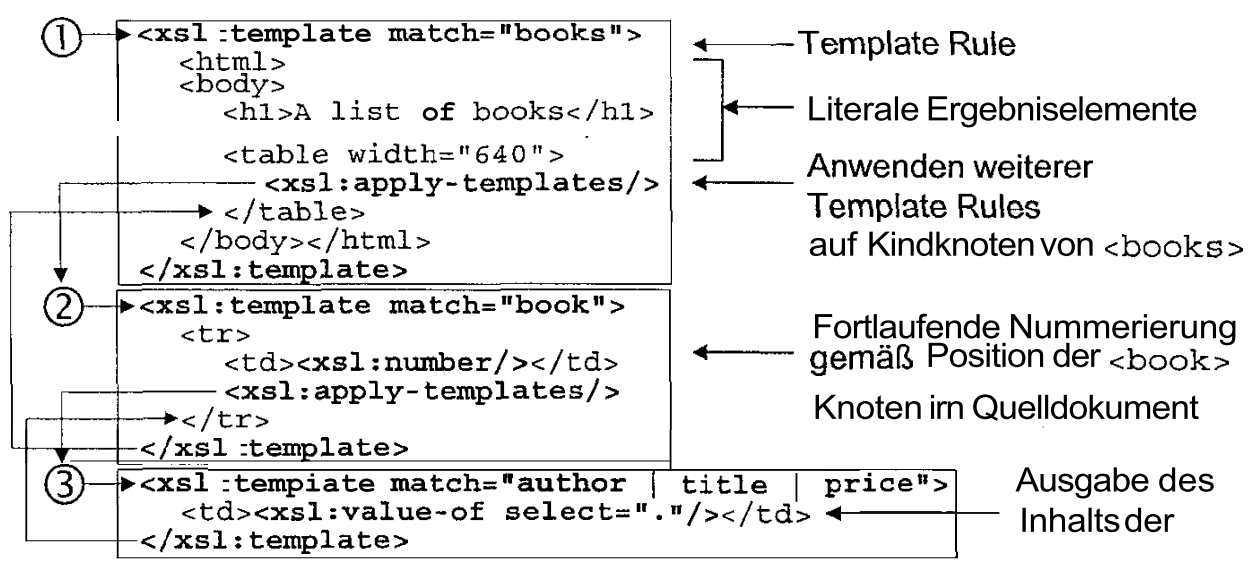 ① <xsl:template match="books"> Template Rule
<html>
<body>
<h1>A list of books</h1> Literale Ergebniselemente
<table width="640">
<xsl:apply-templates/> Anwenden weiterer
</table> Template Rules
</body></html> auf Kindknoten von <books>
</xsl:template>
② <xsl:template match="book">
<tr> Fortlaufende Nummerierung
<td><xsl:number/></td> gemäß Position der <book>
<xsl:apply-templates/>
</tr> Knoten irn Quelldokument
</xsl:template>
③ <xsl:tempiate match="author | title | price"> Ausgabe des
<td><xsl:value-of select="."/></td> Inhalts der
</xsl:template>